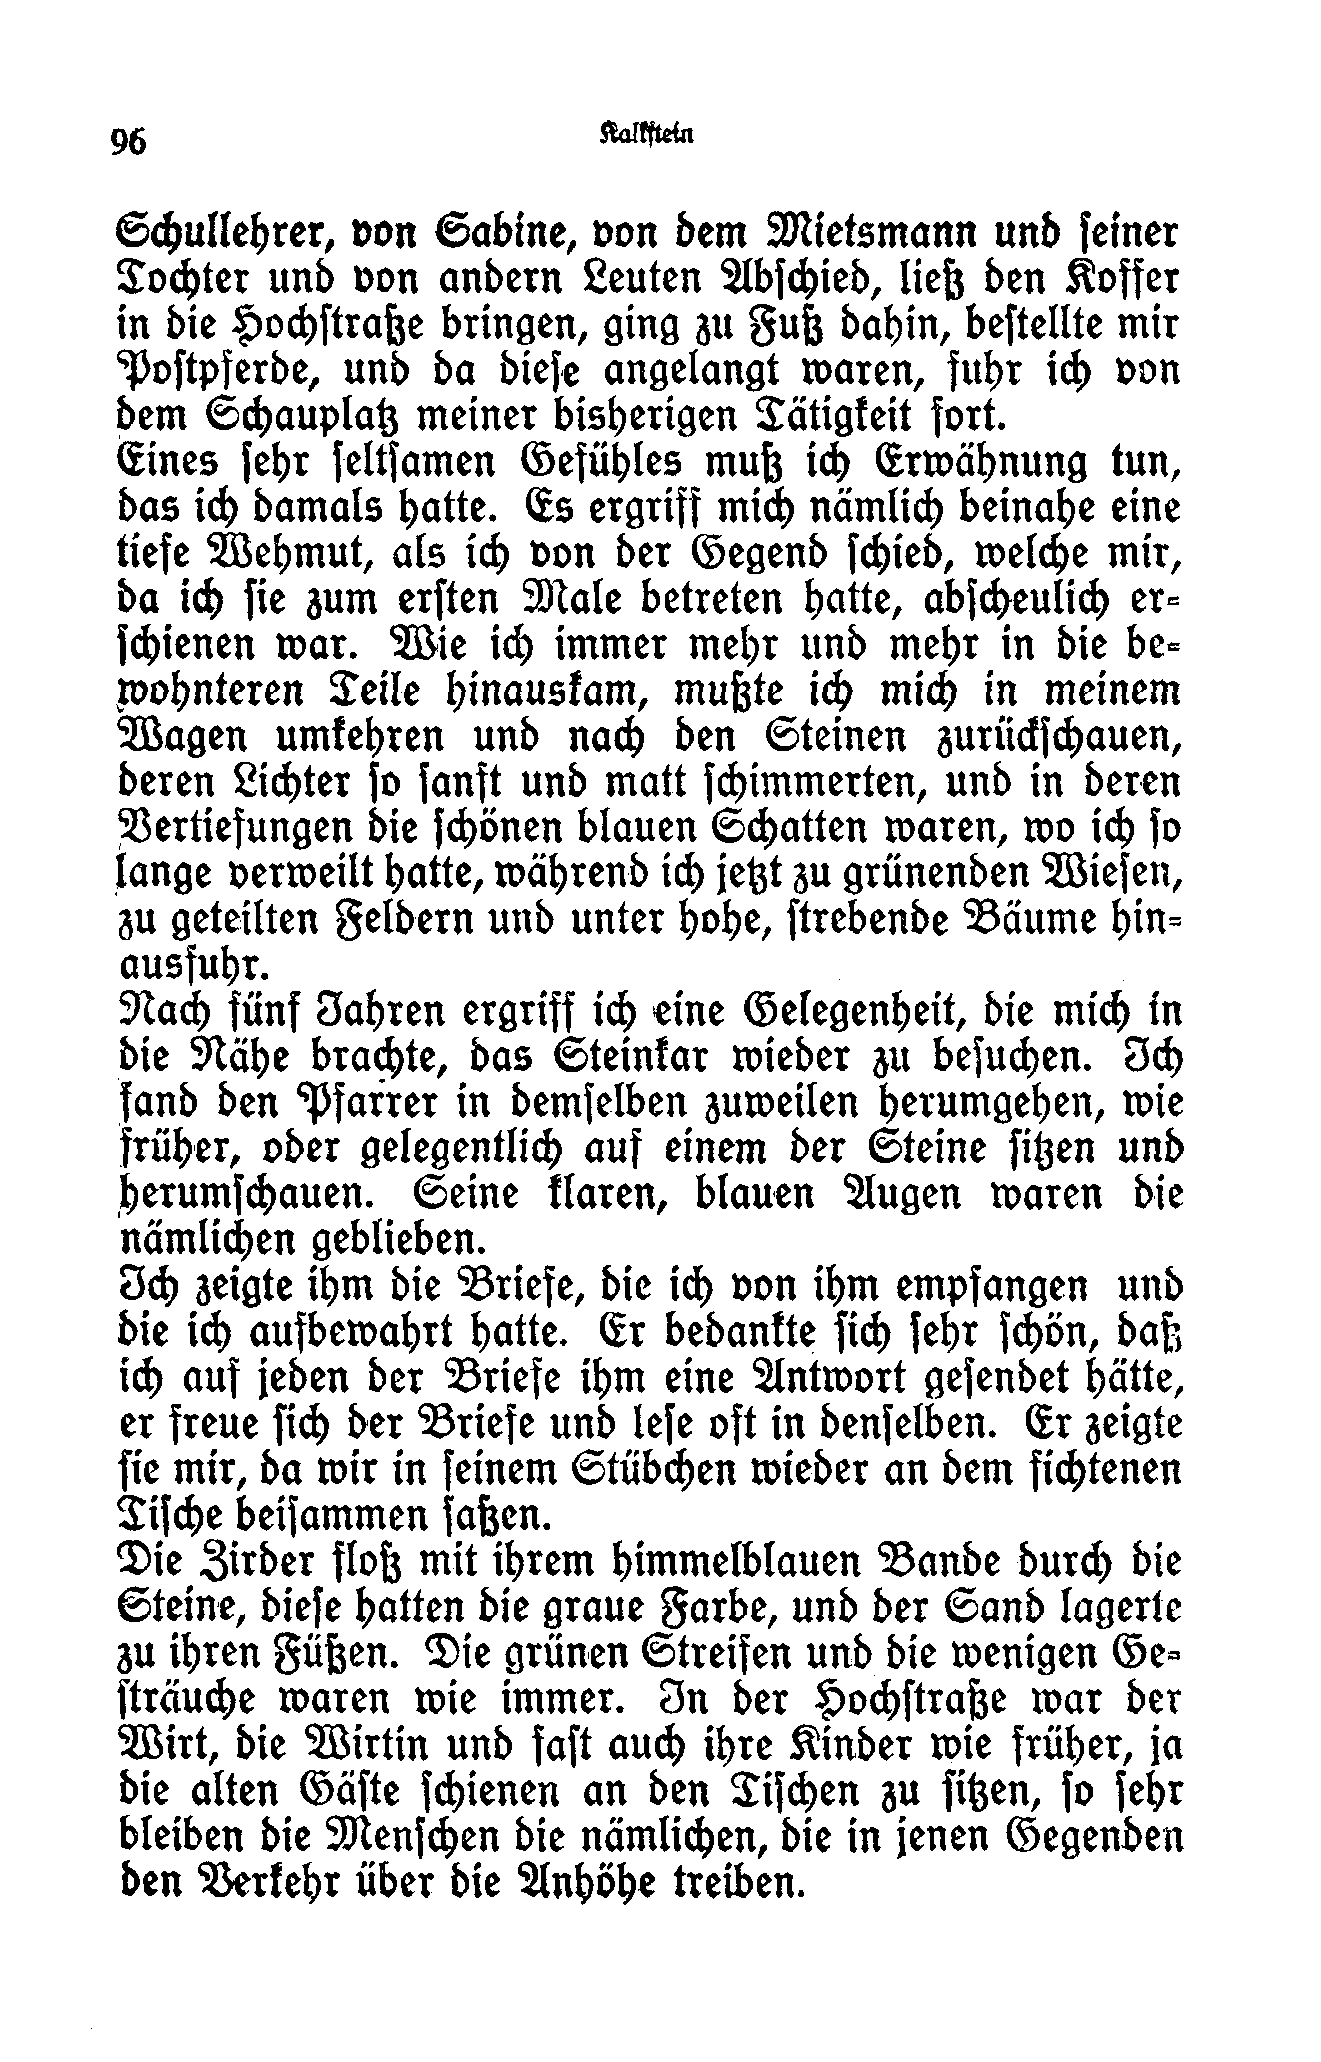 96
Kalkstein
Schullehrer, von Sabine, von dem Mietsmann und seiner
Tochter und von andern Leuten Abschied, ließ den Koffer
in die Hochstraße bringen, ging zu Fuß dahin, bestellte mir
Postpferde, und da diese angelangt waren, fuhr ich von
dem Schauplatz meiner bisherigen Tätigkeit fort.
Eines sehr seltsamen Gefühles muß ich Erwähnung tun,
das ich damals hatte. Es ergriff mich nämlich beinahe eine
tiefe Wehmut, als ich von der Gegend schied, welche mir,
da ich sie zum ersten Male betreten hatte, abscheulich er-
schienen war. Wie ich immer mehr und mehr in die be-
wohnteren Teile hinauskam, mußte ich mich in meinem
Wagen umkehren und nach den Steinen zurückschauen,
deren Lichter so sanft und matt schimmerten, und in deren
Vertiefungen die schönen blauen Schatten waren, wo ich so
lange verweilt hatte, während ich jetzt zu grünenden Wiesen,
zu geteilten Feldern und unter hohe, strebende Bäume hin-
ausfuhr.
Nach fünf Jahren ergriff ich eine Gelegenheit, die mich in
die Nähe brachte, das Steinkar wieder zu besuchen. Ich
fand den Pfarrer in demselben zuweilen herumgehen, wie
früher, oder gelegentlich auf einem der Steine sitzen und
herumschauen. Seine klaren, blauen Augen waren die
nämlichen geblieben.
Ich zeigte ihm die Briefe, die ich von ihm empfangen und
die ich aufbewahrt hatte. Er bedankte sich sehr schön, daß
ich auf jeden der Briefe ihm eine Antwort gesendet hätte,
er freue sich der Briefe und lese oft in denselben. Er zeigte
sie mir, da wir in seinem Stübchen wieder an dem fichtenen
Tische beisammen saßen.
Die Zirder floß mit ihrem himmelblauen Bande durch die
Steine, diese hatten die graue Farbe, und der Sand lagerte
zu ihren Füßen. Die grünen Streifen und die wenigen Ge-
sträuche waren wie immer. In der Hochstraße war der
Wirt, die Wirtin und fast auch ihre Kinder wie früher, ja
die alten Gäste schienen an den Tischen zu sitzen, so sehr
bleiben die Menschen die nämlichen, die in jenen Gegenden
den Verkehr über die Anhöhe treiben.